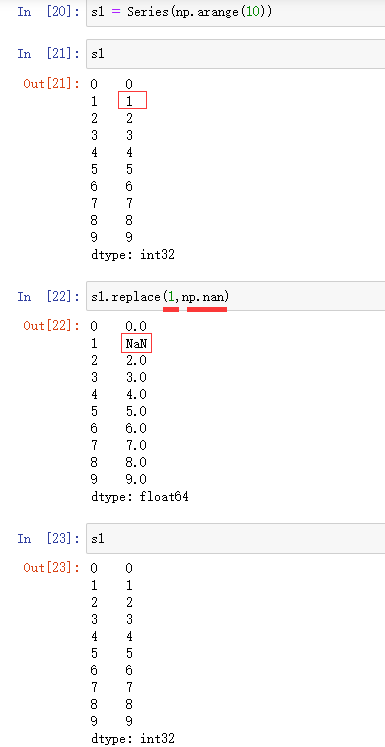 In [20]: s1 = Series(np.arange(10))
In [21]: s1
Out[21]: 0 0
1 1
2 2
3 3
4 4
5 5
6 6
7 7
8 8
9 9
dtype: int32
In [22]: s1.replace(1,np.nan)
Out[22]: 0 0.0
1 NaN
2 2.0
3 3.0
4 4.0
5 5.0
6 6.0
7 7.0
8 8.0
9 9.0
dtype: float64
In [23]: s1
Out[23]: 0 0
1 1
2 2
3 3
4 4
5 5
6 6
7 7
8 8
9 9
dtype: int32